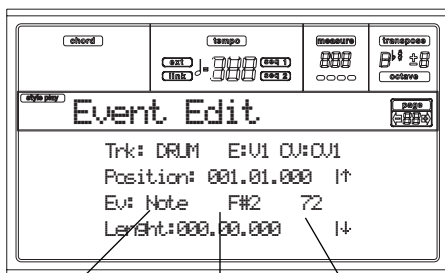 chord tempo measure transpose
ext link seq 1 seq 2 octave
style play Event Edit page
Trk: DRUM E:V1 CV:CV1
Position: 001.01.000
Ev: Note F#2 72
Lenght:000.00.000